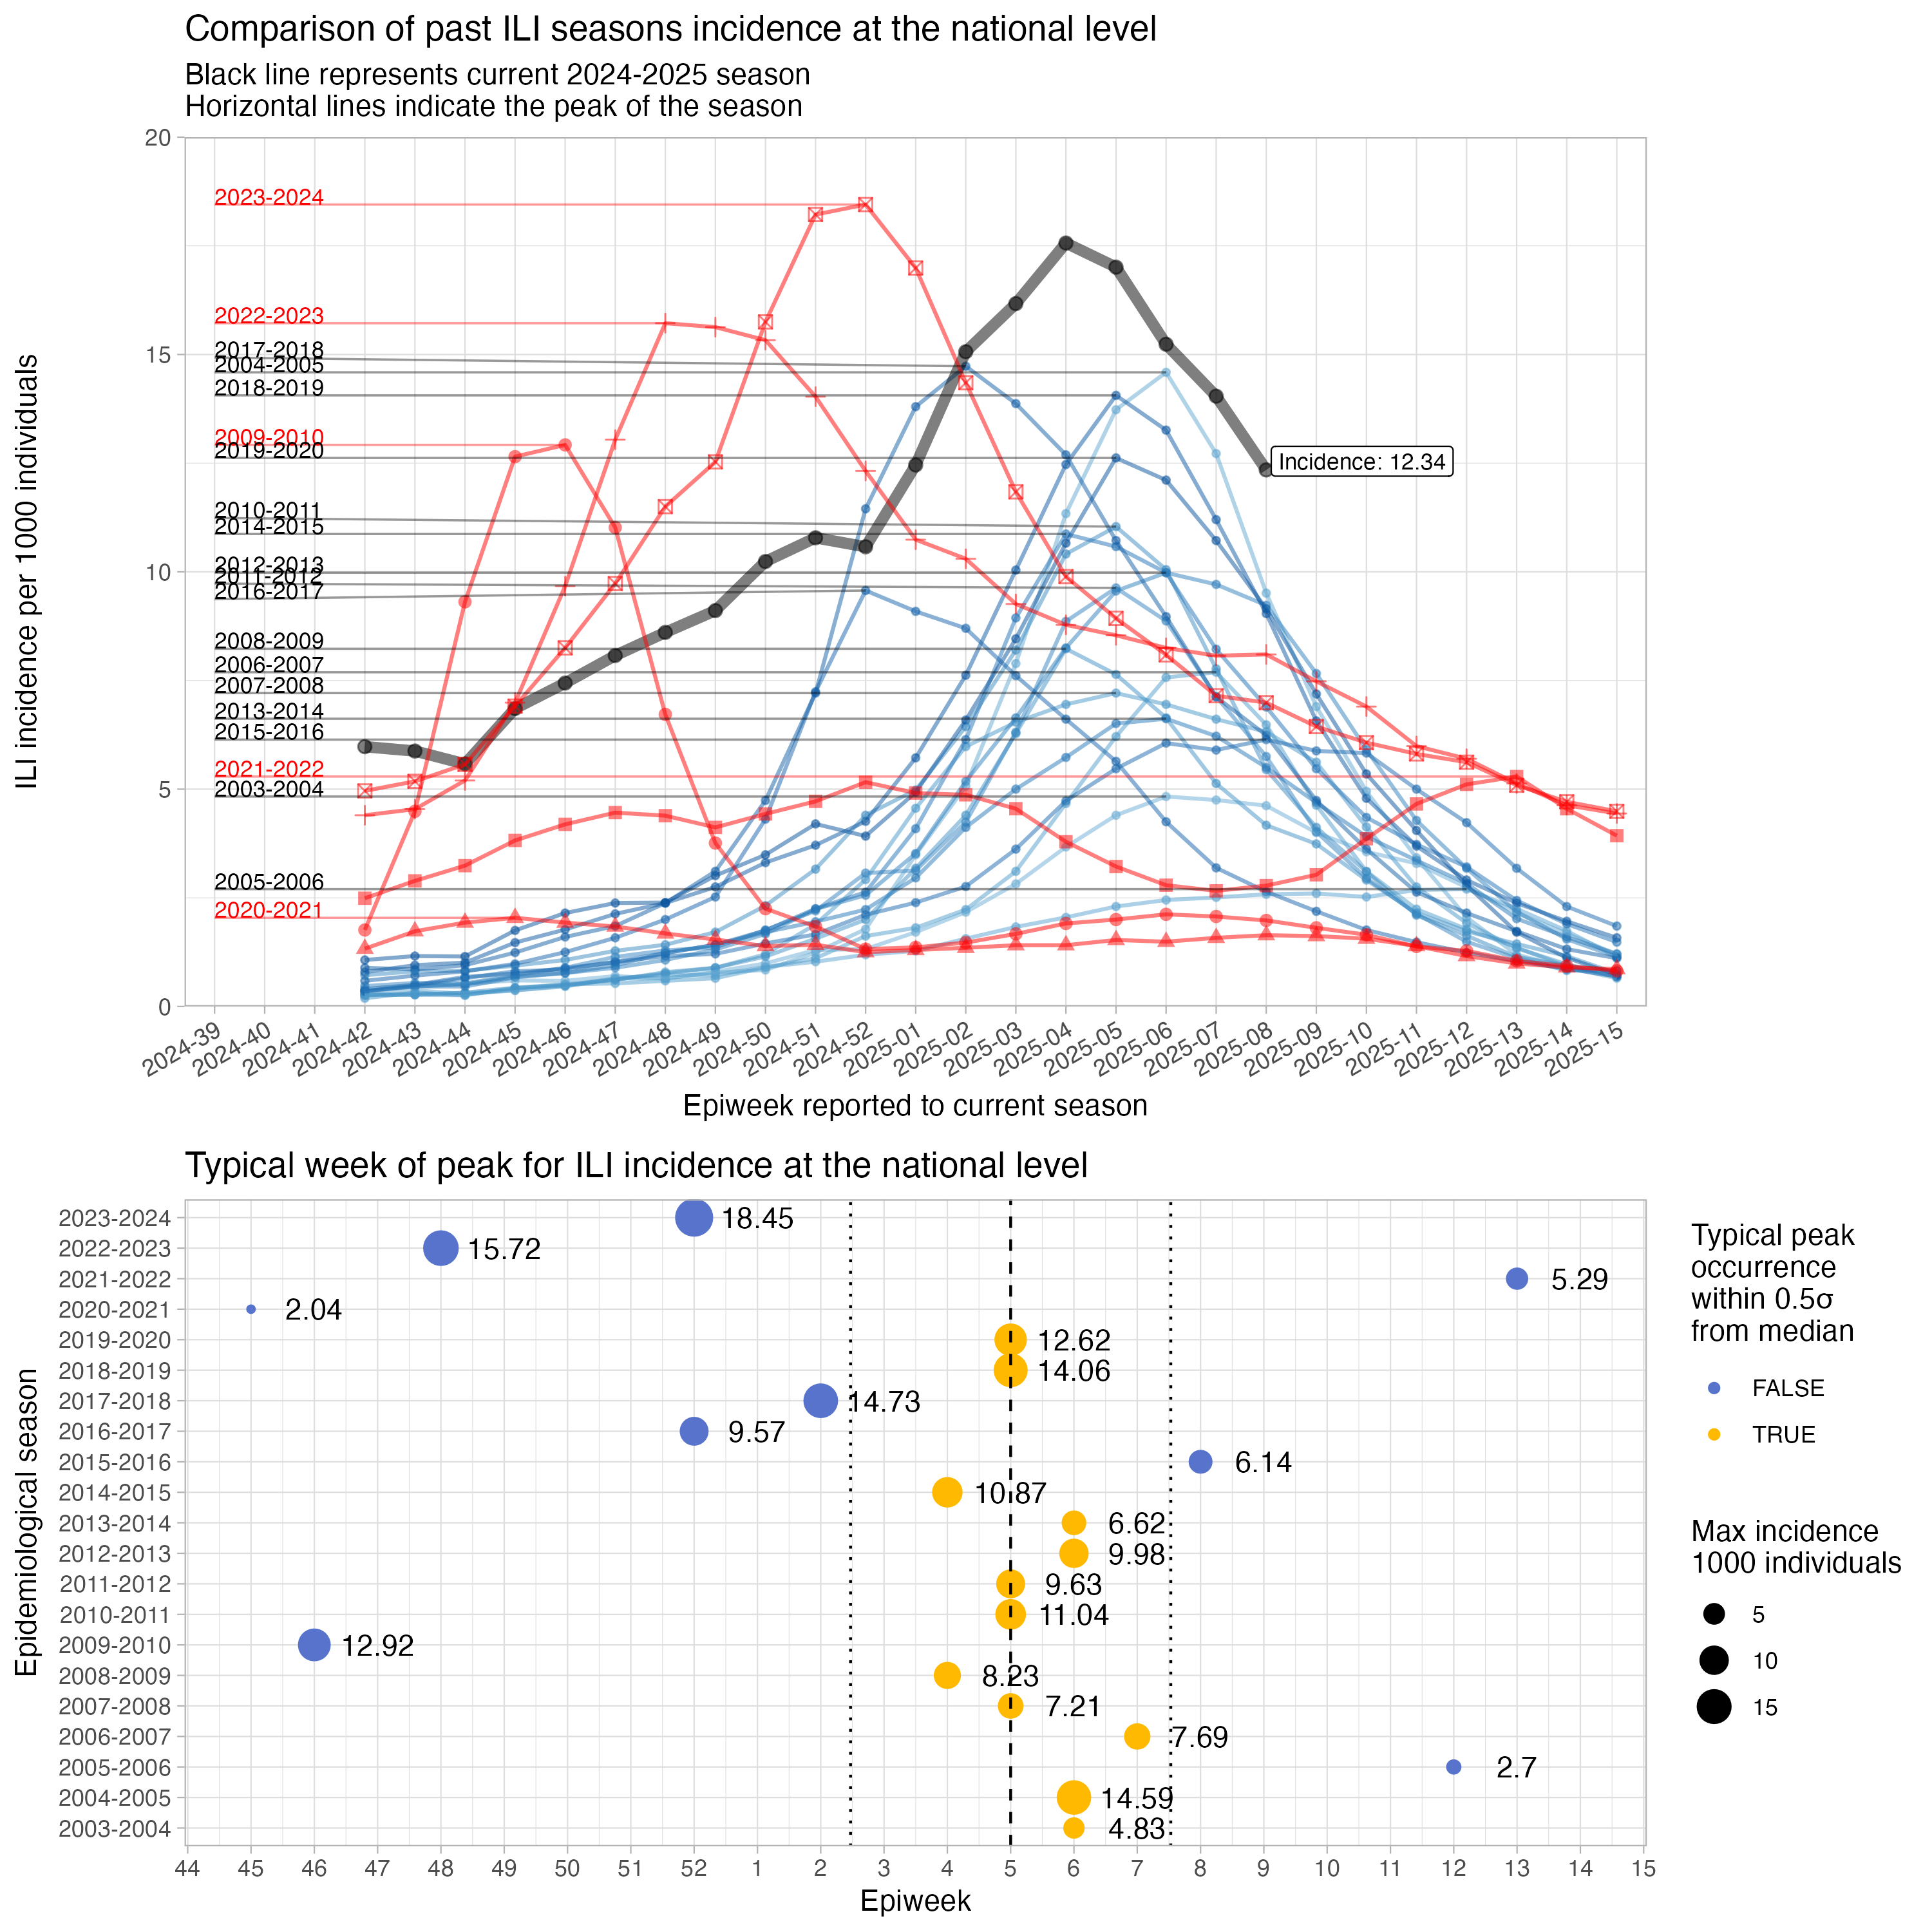 Comparison of past ILI seasons incidence at the national level
Black line represents current 2024-2025 season
Horizontal lines indicate the peak of the season
ILI incidence per 1000 individuals
20
15
10
5
0
2023-2024
2022-2023
2017-2018
2004-2005
2018-2019
2009-2010
2019-2020
2010-2011
2014-2015
2012-2013
2011-2012
2016-2017
2008-2009
2006-2007
2007-2008
2013-2014
2015-2016
2021-2022
2003-2004
2005-2006
2020-2021
Incidence: 12.34
2024-39 2024-40 2024-41 2024-42 2024-43 2024-44 2024-45 2024-46 2024-47 2024-48 2024-49 2024-50 2024-51 2024-52 2025-01 2025-02 2025-03 2025-04 2025-05 2025-06 2025-07 2025-08 2025-09 2025-10 2025-11 2025-12 2025-13 2025-14 2025-15
Epiweek reported to current season
Typical week of peak for ILI incidence at the national level
Epidemiological season
2023-2024 18.45
2022-2023 15.72
2021-2022 5.29
2020-2021 2.04
2019-2020 12.62
2018-2019 14.06
2017-2018 14.73
2016-2017 9.57
2015-2016 6.14
2014-2015 10.87
2013-2014 6.62
2012-2013 9.98
2011-2012 9.63
2010-2011 11.04
2009-2010 12.92
2008-2009 8.23
2007-2008 7.21
2006-2007 7.69
2005-2006 2.7
2004-2005 14.59
2003-2004 4.83
44 45 46 47 48 49 50 51 52 1 2 3 4 5 6 7 8 9 10 11 12 13 14 15
Epiweek
Typical peak
occurrence
within 0.5σ
from median
FALSE
TRUE
Max incidence
1000 individuals
5
10
15